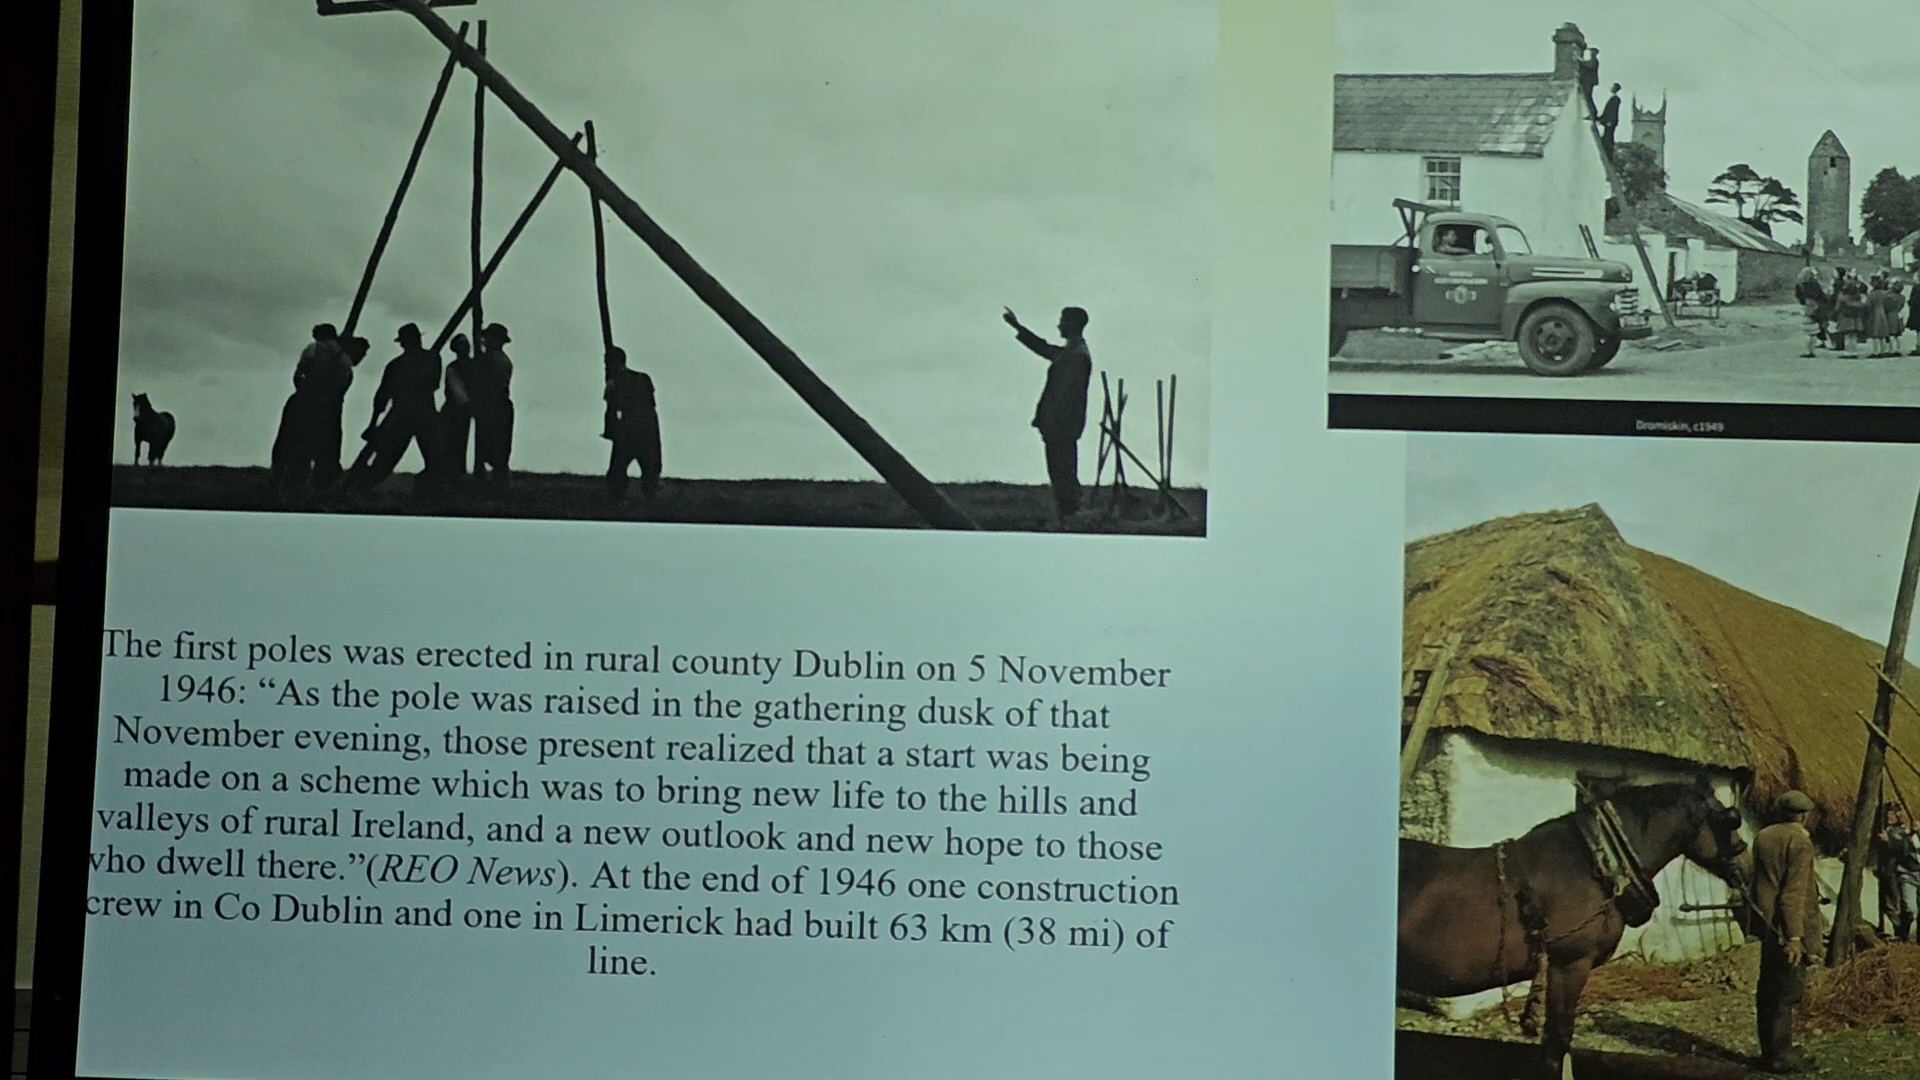 The first poles was erected in rural county Dublin on 5 November
1946: “As the pole was raised in the gathering dusk of that
November evening, those present realized that a start was being
made on a scheme which was to bring new life to the hills and
valleys of rural Ireland, and a new outlook and new hope to those
who dwell there.”(REO News). At the end of 1946 one construction
crew in Co Dublin and one in Limerick had built 63 km (38 mi) of
line.
Dromiskin, c1949